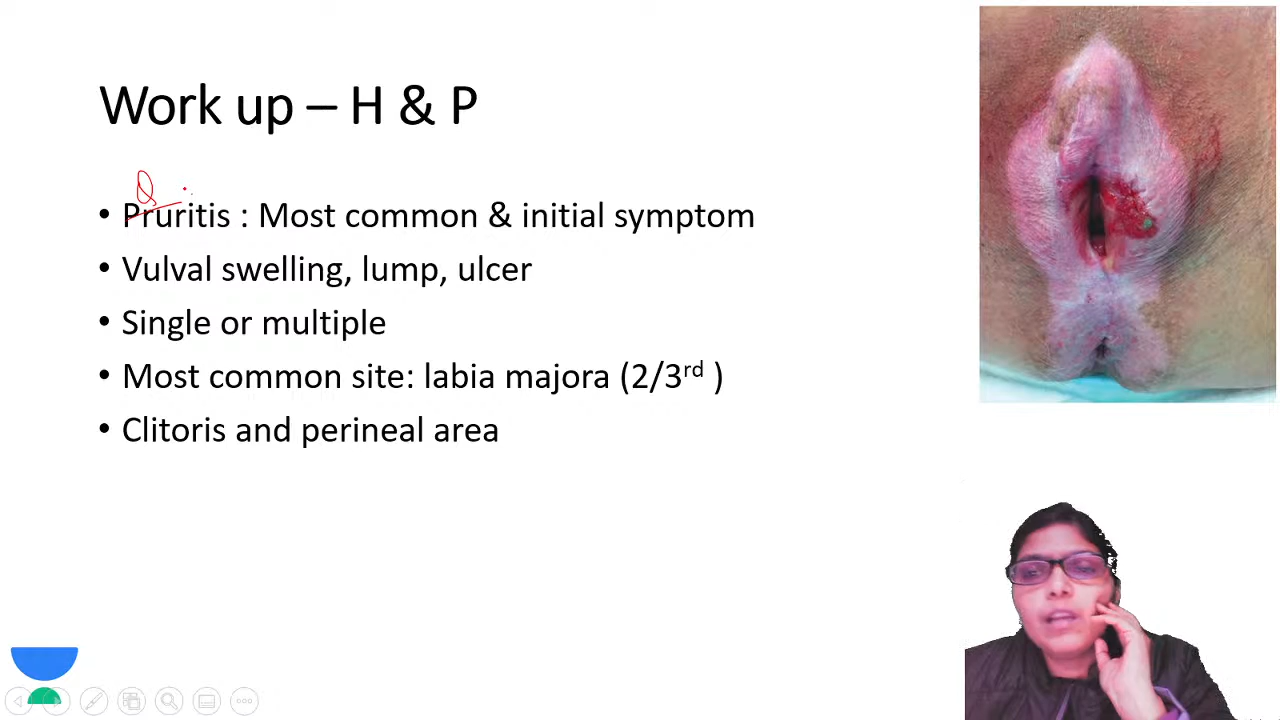 Work up – H & P
Q
• Pruritis : Most common & initial symptom
• Vulval swelling, lump, ulcer
• Single or multiple
• Most common site: labia majora (2/3rd )
• Clitoris and perineal area